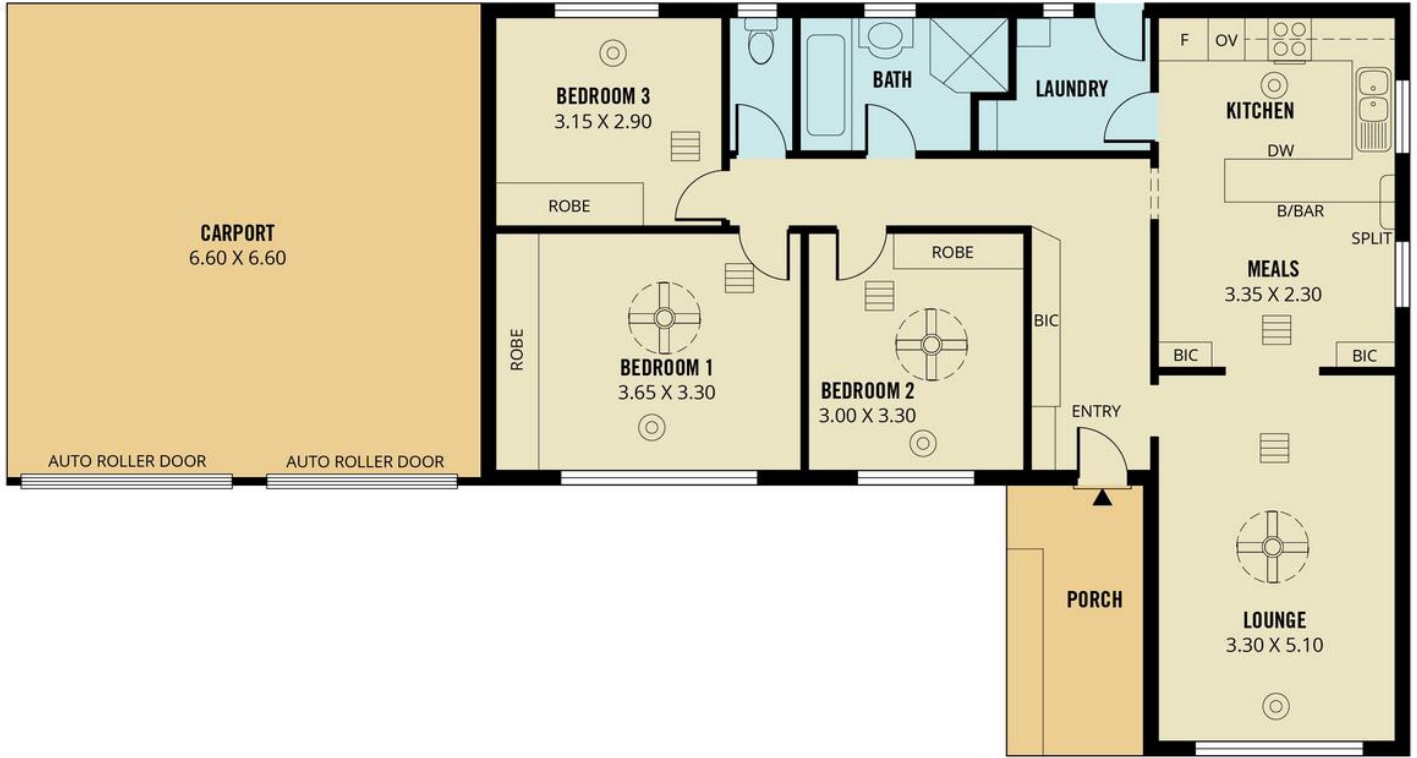 CARPORT
6.60 X 6.60
AUTO ROLLER DOOR
AUTO ROLLER DOOR
BEDROOM 3
3.15 X 2.90
ROBE
BATH
LAUNDRY
F
OV
KITCHEN
DW
B/BAR
SPLIT
MEALS
3.35 X 2.30
BIC
BIC
ROBE
BEDROOM 1
3.65 X 3.30
ROBE
BEDROOM 2
3.00 X 3.30
BIC
ENTRY
PORCH
LOUNGE
3.30 X 5.10